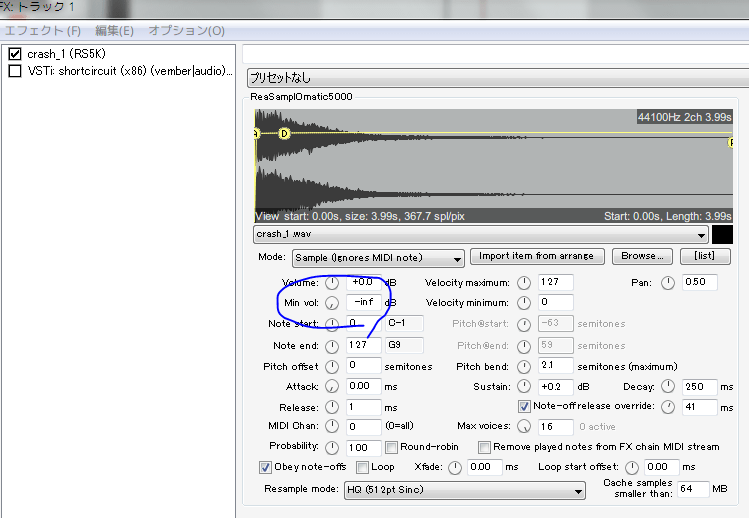 FX: トラック 1
エフェクト (F) 編集(E) オプション(O)
crash_1 (RS5K)
VSTi: shortcircuit (x86) (vember|audio)...
プリセットなし
ReaSamplOmatic5000
44100Hz 2ch 3.99s
A D
View start: 0.00s, size: 3.99s, 367.7 spl/pix Start: 0.00s, Length: 3.99s
crash_1.wav
Mode: Sample (Ignores MIDI note) Import item from arrange Browse... [list]
Volume: +0.0 dB Velocity maximum: 127 Pan: 0.50
Min vol: -inf dB Velocity minimum: 0
Note start: 0 C-1 Pitch@start: -63 semitones
Note end: 127 G9 Pitch@end: 59 semitones
Pitch offset 0 semitones Pitch bend: 2.1 semitones (maximum)
Attack: 0.00 ms Sustain: +0.2 dB Decay: 250 ms
Release: 1 ms Note-off release override: 41 ms
MIDI Chan: 0 (0=all) Max voices: 16 0 active
Probability: 100 Round-robin Remove played notes from FX chain MIDI stream
Obey note-offs Loop Xfade: 0.00 ms Loop start offset: 0.00 ms
Resample mode: HQ (512pt Sinc) Cache samples smaller than: 64 MB